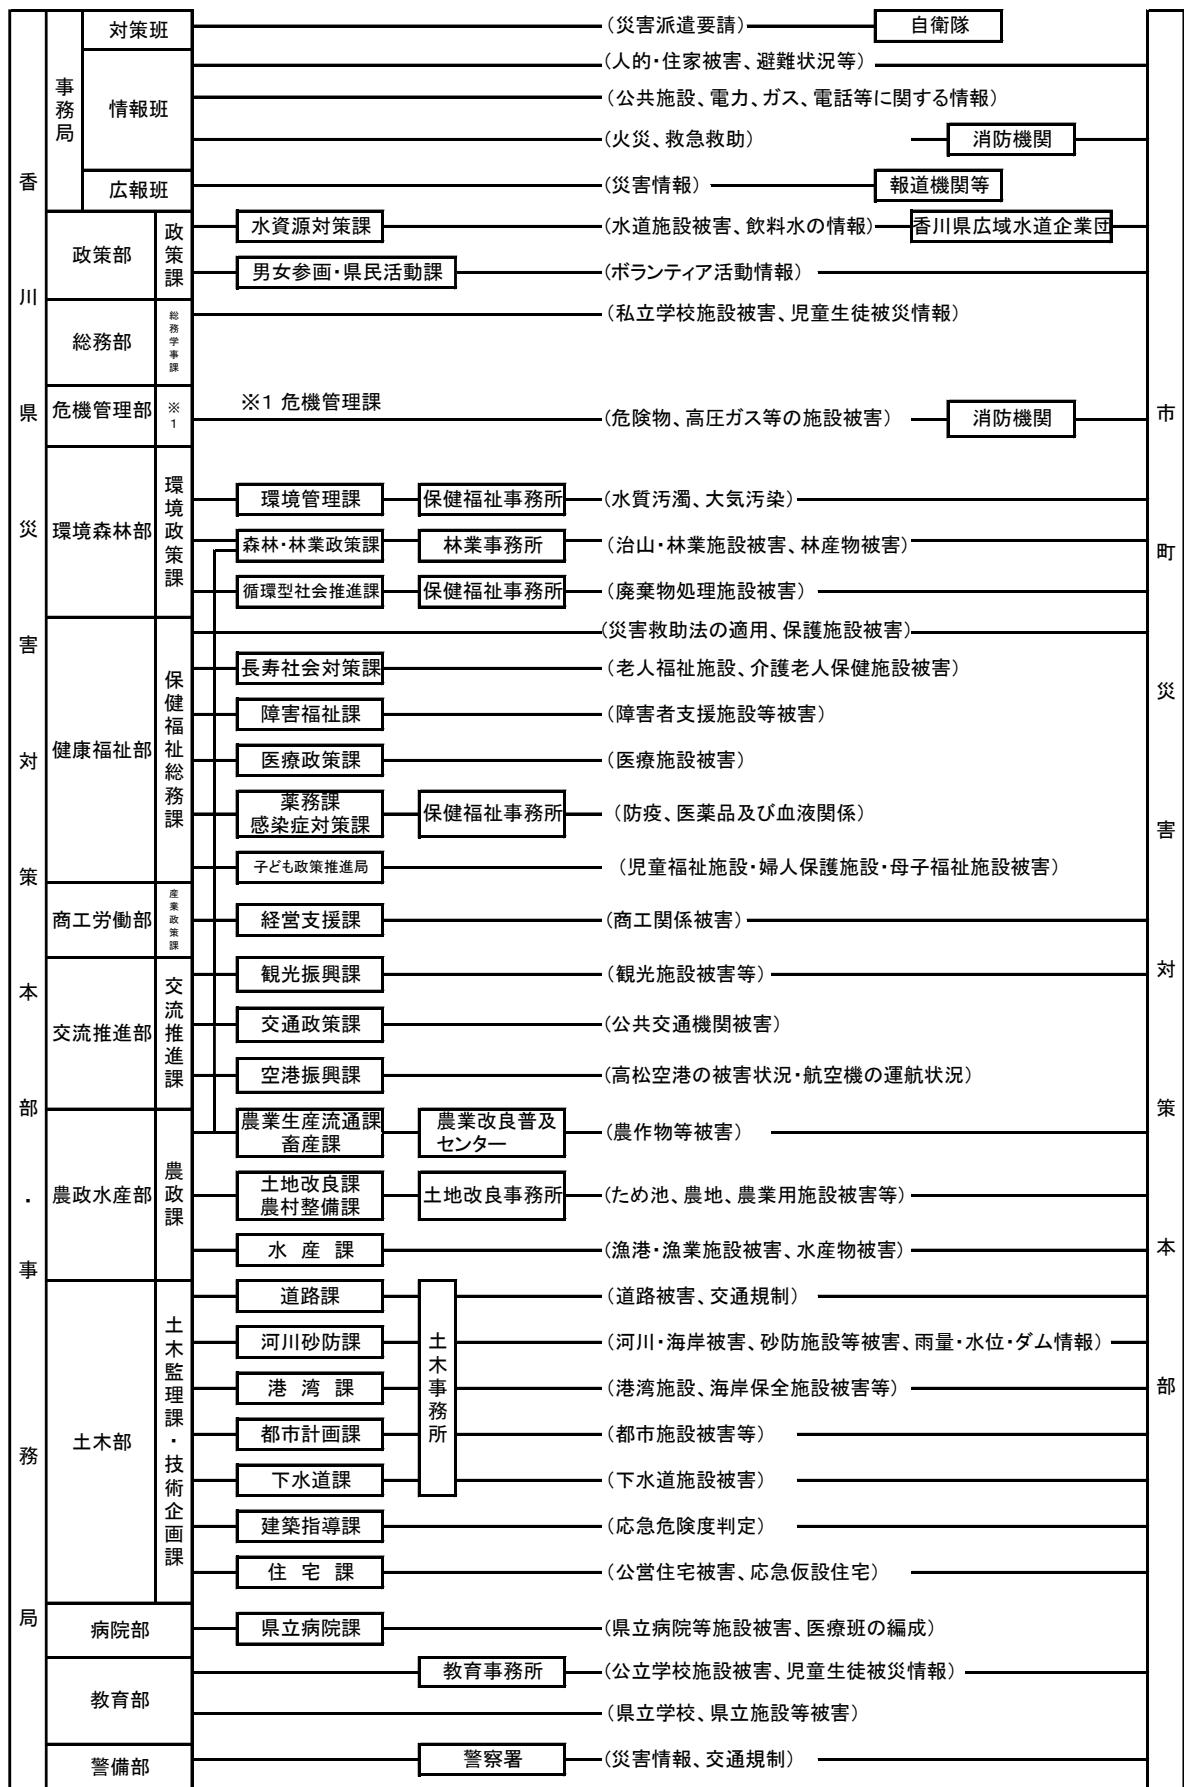 香川県災害対策本部・事務局
事務局
対策班
(災害派遣要請)
自衛隊
情報班
(人的・住家被害、避難状況等)
(公共施設、電力、ガス、電話等に関する情報)
(火災、救急救助)
消防機関
広報班
(災害情報)
報道機関等
政策部
政策課
水資源対策課
(水道施設被害、飲料水の情報)
香川県広域水道企業団
男女参画・県民活動課
(ボランティア活動情報)
総務部
総務学事課
(私立学校施設被害、児童生徒被災情報)
危機管理部
※1
※1 危機管理課
(危険物、高圧ガス等の施設被害)
消防機関
環境森林部
環境政策課
環境管理課
保健福祉事務所
(水質汚濁、大気汚染)
森林・林業政策課
林業事務所
(治山・林業施設被害、林産物被害)
循環型社会推進課
保健福祉事務所
(廃棄物処理施設被害)
健康福祉部
保健福祉総務課
(災害救助法の適用、保護施設被害)
長寿社会対策課
(老人福祉施設、介護老人保健施設被害)
障害福祉課
(障害者支援施設等被害)
医療政策課
(医療施設被害)
薬務課
感染症対策課
保健福祉事務所
(防疫、医薬品及び血液関係)
子ども政策推進局
(児童福祉施設・婦人保護施設・母子福祉施設被害)
商工労働部
産業政策課
経営支援課
(商工関係被害)
交流推進部
交流推進課
観光振興課
(観光施設被害等)
交通政策課
(公共交通機関被害)
空港振興課
(高松空港の被害状況・航空機の運航状況)
農政水産部
農政課
農業生産流通課
畜産課
農業改良普及
センター
(農作物等被害)
土地改良課
農村整備課
土地改良事務所
(ため池、農地、農業用施設被害等)
水 産 課
(漁港・漁業施設被害、水産物被害)
土木部
土木監理課・技術企画課
道路課
土木事務所
(道路被害、交通規制)
河川砂防課
(河川・海岸被害、砂防施設等被害、雨量・水位・ダム情報)
港 湾 課
(港湾施設、海岸保全施設被害等)
都市計画課
(都市施設被害等)
下水道課
(下水道施設被害)
建築指導課
(応急危険度判定)
住 宅 課
(公営住宅被害、応急仮設住宅)
病院部
県立病院課
(県立病院等施設被害、医療班の編成)
教育部
教育事務所
(公立学校施設被害、児童生徒被災情報)
(県立学校、県立施設等被害)
警備部
警察署
(災害情報、交通規制)
市町災害対策本部